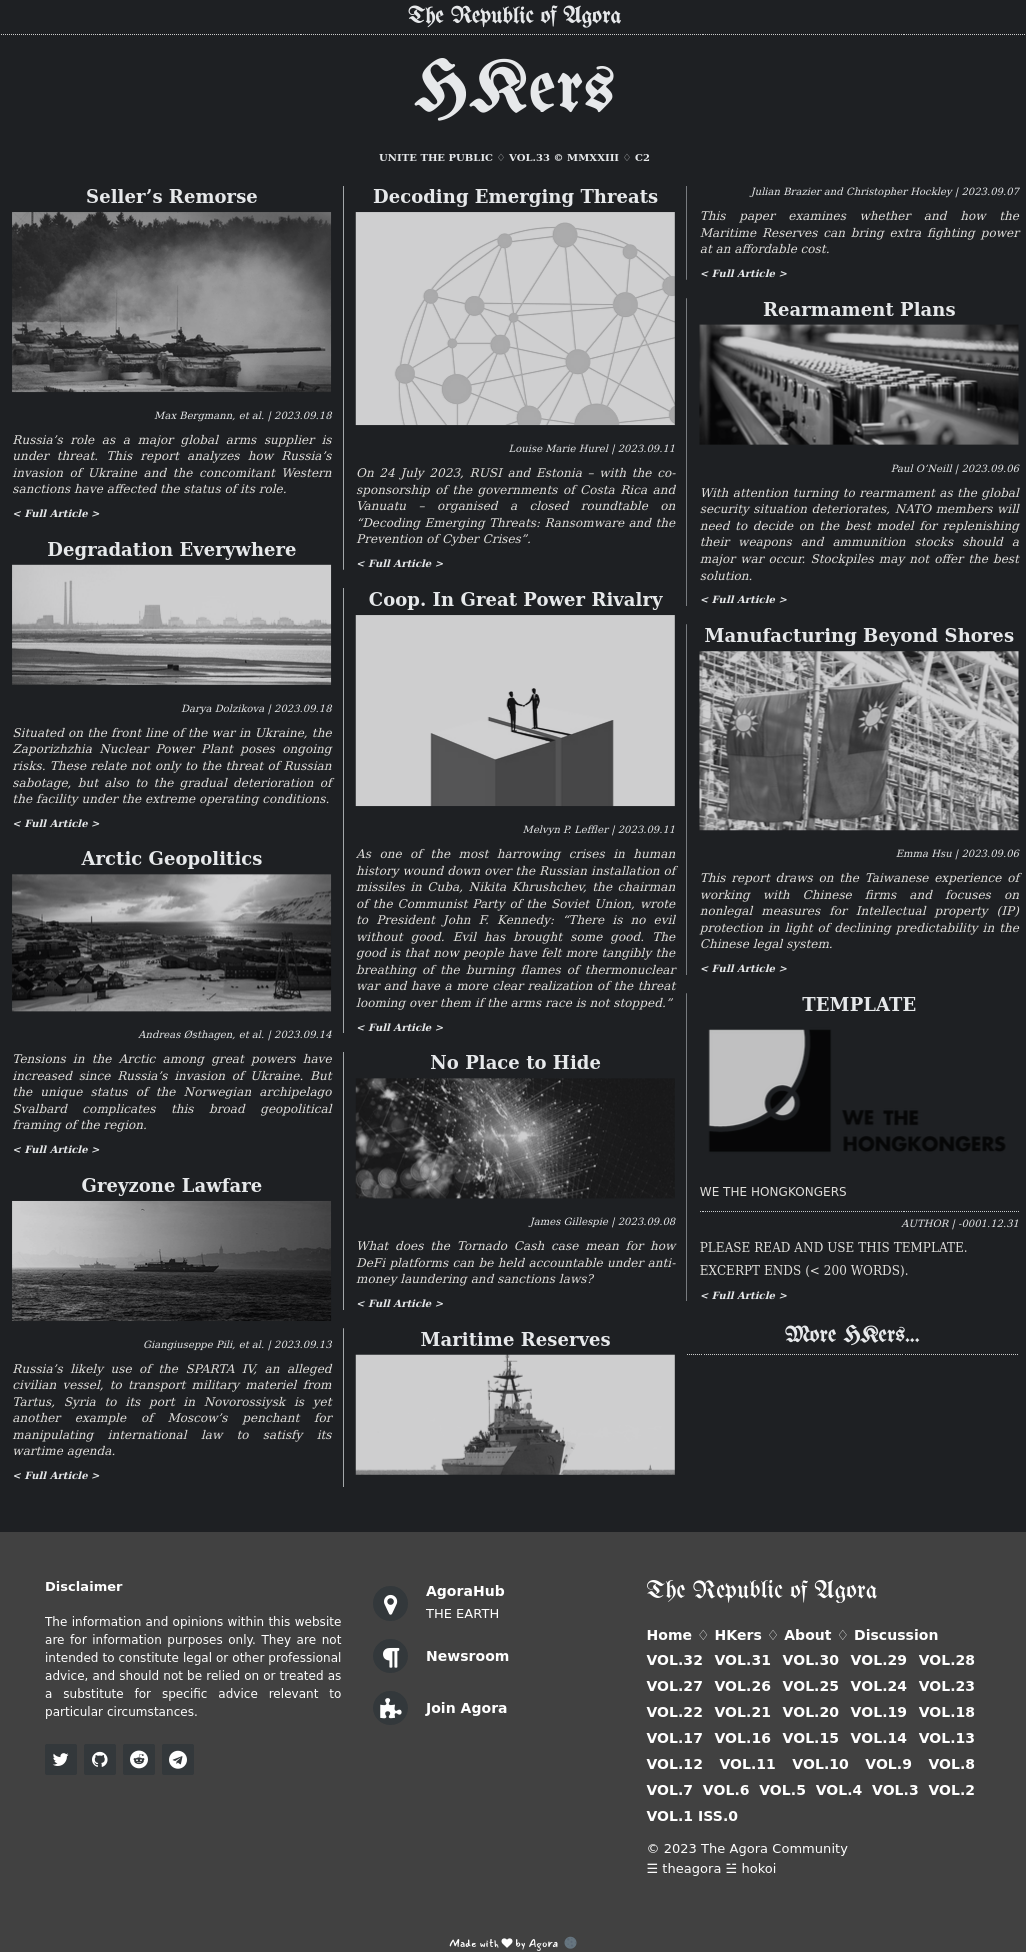 The Republic of Agora
HKers
UNITE THE PUBLIC ♢ VOL.33 © MMXXIII ♢ C2
Seller’s Remorse
Max Bergmann, et al. | 2023.09.18
Russia’s role as a major global arms supplier is
under threat. This report analyzes how Russia’s
invasion of Ukraine and the concomitant Western
sanctions have affected the status of its role.
< Full Article >
Degradation Everywhere
Darya Dolzikova | 2023.09.18
Situated on the front line of the war in Ukraine, the
Zaporizhzhia Nuclear Power Plant poses ongoing
risks. These relate not only to the threat of Russian
sabotage, but also to the gradual deterioration of
the facility under the extreme operating conditions.
< Full Article >
Arctic Geopolitics
Andreas Østhagen, et al. | 2023.09.14
Tensions in the Arctic among great powers have
increased since Russia’s invasion of Ukraine. But
the unique status of the Norwegian archipelago
Svalbard complicates this broad geopolitical
framing of the region.
< Full Article >
Greyzone Lawfare
Giangiuseppe Pili, et al. | 2023.09.13
Russia’s likely use of the SPARTA IV, an alleged
civilian vessel, to transport military materiel from
Tartus, Syria to its port in Novorossiysk is yet
another example of Moscow’s penchant for
manipulating international law to satisfy its
wartime agenda.
< Full Article >
Decoding Emerging Threats
Louise Marie Hurel | 2023.09.11
On 24 July 2023, RUSI and Estonia – with the co-
sponsorship of the governments of Costa Rica and
Vanuatu – organised a closed roundtable on
“Decoding Emerging Threats: Ransomware and the
Prevention of Cyber Crises”.
< Full Article >
Coop. In Great Power Rivalry
Melvyn P. Leffler | 2023.09.11
As one of the most harrowing crises in human
history wound down over the Russian installation of
missiles in Cuba, Nikita Khrushchev, the chairman
of the Communist Party of the Soviet Union, wrote
to President John F. Kennedy: “There is no evil
without good. Evil has brought some good. The
good is that now people have felt more tangibly the
breathing of the burning flames of thermonuclear
war and have a more clear realization of the threat
looming over them if the arms race is not stopped.”
< Full Article >
No Place to Hide
James Gillespie | 2023.09.08
What does the Tornado Cash case mean for how
DeFi platforms can be held accountable under anti-
money laundering and sanctions laws?
< Full Article >
Maritime Reserves
Julian Brazier and Christopher Hockley | 2023.09.07
This paper examines whether and how the
Maritime Reserves can bring extra fighting power
at an affordable cost.
< Full Article >
Rearmament Plans
Paul O’Neill | 2023.09.06
With attention turning to rearmament as the global
security situation deteriorates, NATO members will
need to decide on the best model for replenishing
their weapons and ammunition stocks should a
major war occur. Stockpiles may not offer the best
solution.
< Full Article >
Manufacturing Beyond Shores
Emma Hsu | 2023.09.06
This report draws on the Taiwanese experience of
working with Chinese firms and focuses on
nonlegal measures for Intellectual property (IP)
protection in light of declining predictability in the
Chinese legal system.
< Full Article >
TEMPLATE
WE THE
HONGKONGERS
WE THE HONGKONGERS
AUTHOR | -0001.12.31
PLEASE READ AND USE THIS TEMPLATE.
EXCERPT ENDS (< 200 WORDS).
< Full Article >
More HKers...
Disclaimer
The information and opinions within this website
are for information purposes only. They are not
intended to constitute legal or other professional
advice, and should not be relied on or treated as
a substitute for specific advice relevant to
particular circumstances.
AgoraHub
THE EARTH
Newsroom
Join Agora
The Republic of Agora
Home ♢ HKers ♢ About ♢ Discussion
VOL.32 VOL.31 VOL.30 VOL.29 VOL.28
VOL.27 VOL.26 VOL.25 VOL.24 VOL.23
VOL.22 VOL.21 VOL.20 VOL.19 VOL.18
VOL.17 VOL.16 VOL.15 VOL.14 VOL.13
VOL.12 VOL.11 VOL.10 VOL.9 VOL.8
VOL.7 VOL.6 VOL.5 VOL.4 VOL.3 VOL.2
VOL.1 ISS.0
© 2023 The Agora Community
☰ theagora ☱ hokoi
Made with ♥ by Agora